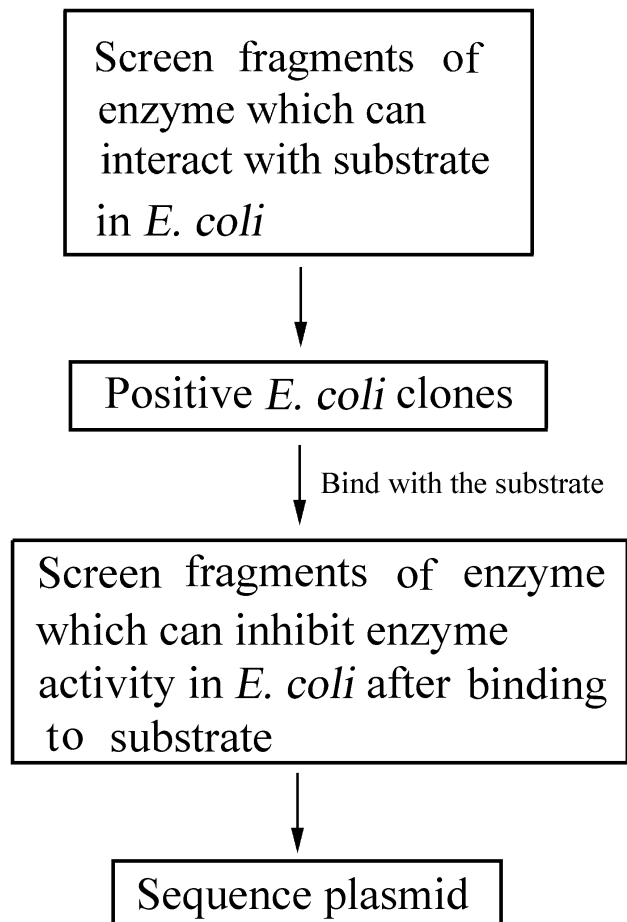 Screen fragments of
enzyme which can
interact with substrate
in E. coli
Positive E. coli clones
Bind with the substrate
Screen fragments of enzyme
which can inhibit enzyme
activity in E. coli after binding
to substrate
Sequence plasmid